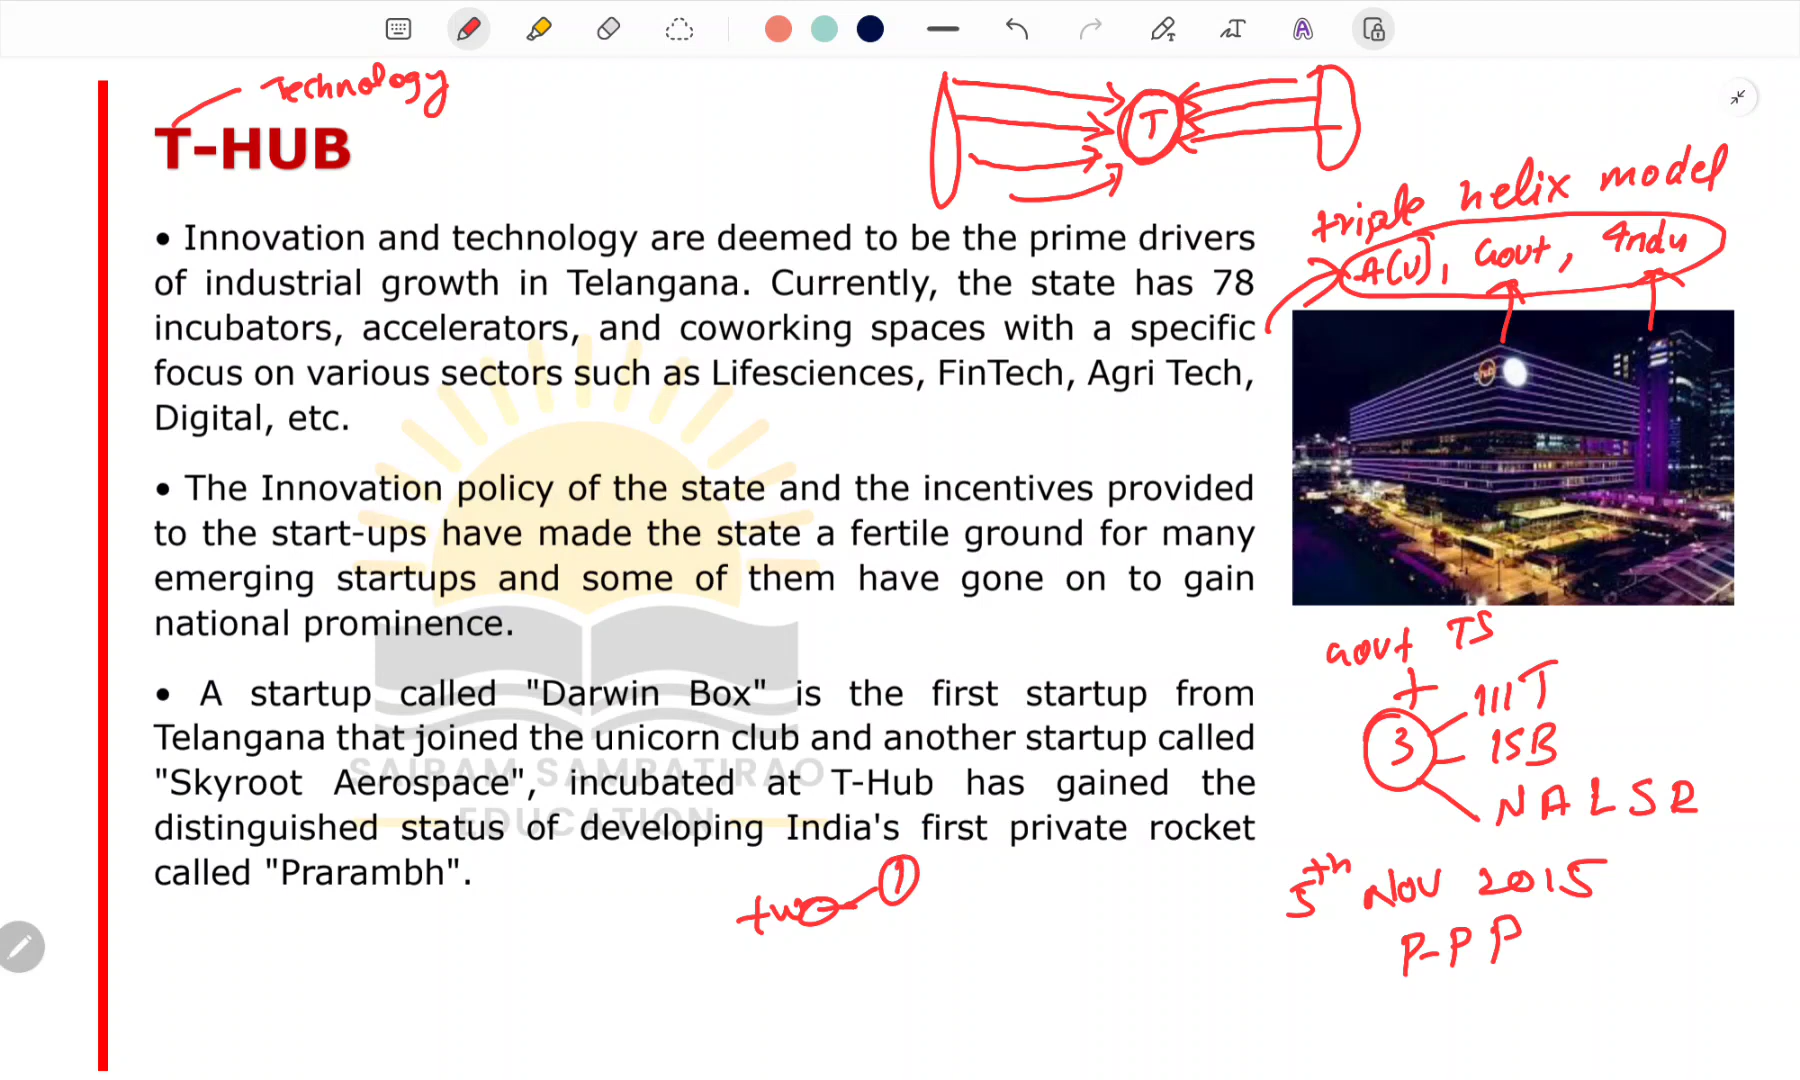 Technology
T-HUB
T
triple helix model
A(U), Govt, Indu
• Innovation and technology are deemed to be the prime drivers
of industrial growth in Telangana. Currently, the state has 78
incubators, accelerators, and coworking spaces with a specific
focus on various sectors such as Lifesciences, FinTech, Agri Tech,
Digital, etc.
• The Innovation policy of the state and the incentives provided
to the start-ups have made the state a fertile ground for many
emerging startups and some of them have gone on to gain
national prominence.
• A startup called "Darwin Box" is the first startup from
Telangana that joined the unicorn club and another startup called
"Skyroot Aerospace", incubated at T-Hub has gained the
distinguished status of developing India's first private rocket
called "Prarambh".
SAIRAM SAMPATIRAO
EDUCATION
two 1
hub
Govt TS
+
3
IIIT
ISB
NALSR
5th Nov 2015
P-PP